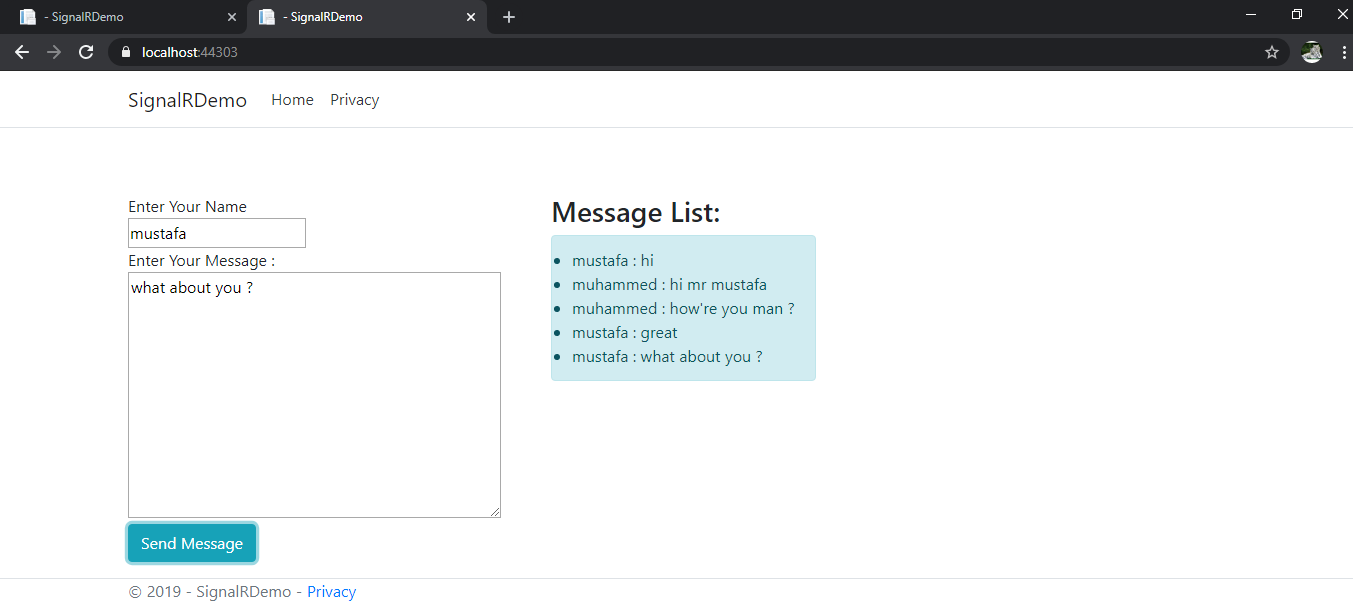 - SignalRDemo
- SignalRDemo
localhost:44303
SignalRDemo Home Privacy
Enter Your Name
mustafa
Enter Your Message :
what about you ?
Send Message
Message List:
mustafa : hi
muhammed : hi mr mustafa
muhammed : how're you man ?
mustafa : great
mustafa : what about you ?
© 2019 - SignalRDemo - Privacy